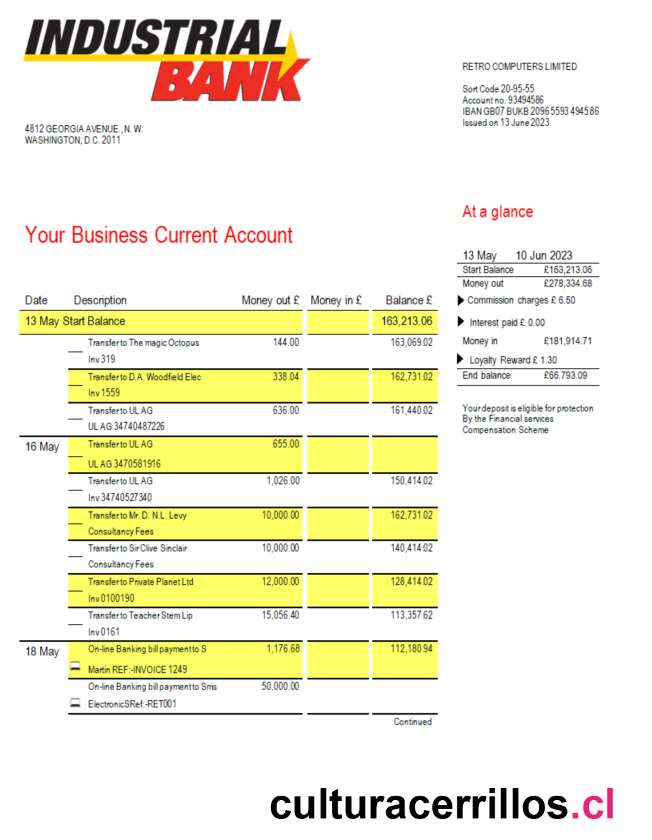 INDUSTRIAL
BANK
4812 GEORGIA AVENUE., N. W.
WASHINGTON, D.C. 2011
RETRO COMPUTERS LIMITED
Sort Code 20-95-55
Account no. 93494586
IBAN GB07 BUKB 2096 5593 4945 86
Issued on 13 June 2023
At a glance
13 May 10 Jun 2023
Start Balance £163,213.06
Money out £278,334.68
Commission charges £ 6.50
Interest paid £ 0.00
Money in £181,914.71
Loyalty Reward £ 1.30
End balance £66.793.09
Your deposit is eligible for protection
By the Financial services
Compensation Scheme
Your Business Current Account
Date Description Money out £ Money in £ Balance £
13 May Start Balance 163,213.06
Transfer to The magic Octopus 144.00 163,069.02
Inv 319
Transfer to D.A. Woodfield Elec 338.04 162,731.02
Inv 1559
Transfer to UL AG 636.00 161,440.02
UL AG 34740487226
16 May Transfer to UL AG 655.00
UL AG 3470581916
Transfer to UL AG 1,026.00 150,414.02
Inv 34740527340
Transfer to Mr. D. N.L. Levy 10,000.00 162,731.02
Consultancy Fees
Transfer to Sir Clive Sinclair 10,000.00 140,414.02
Consultancy Fees
Transfer to Private Planet Ltd 12,000.00 128,414.02
Inv 0100190
Transfer to Teacher Stem Lip 15,056.40 113,357.62
Inv 0161
18 May On-line Banking bill payment to S 1,176.68 112,180.94
Martin REF:-INVOICE 1249
On-line Banking bill payment to Sms 50,000.00
ElectronicSRef:-RET001
Continued
culturacerrillos.cl